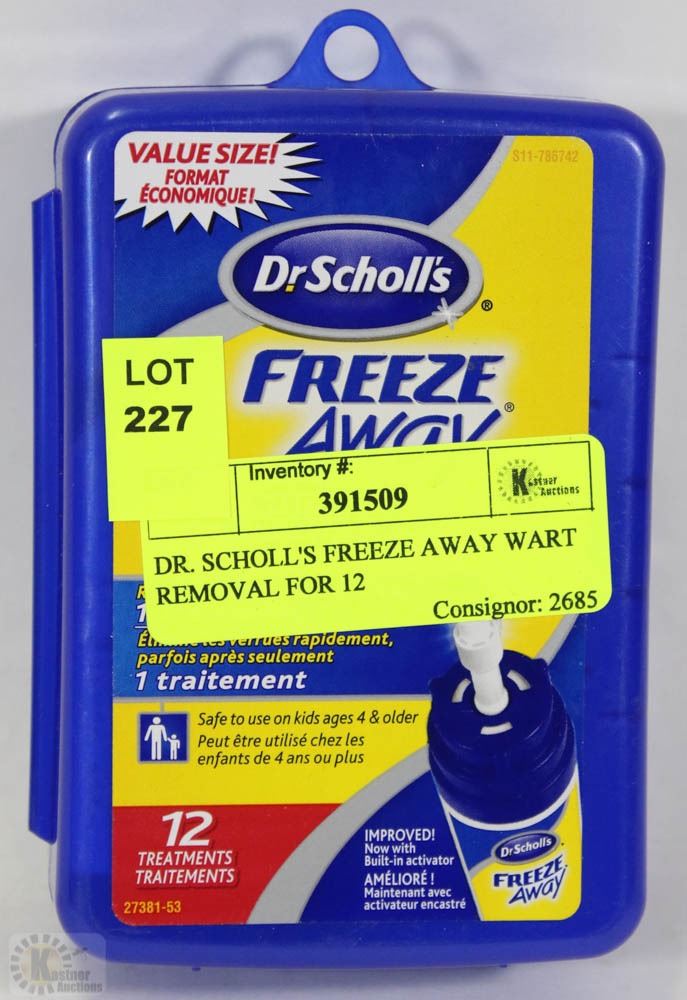 VALUE SIZE!
FORMAT
ÉCONOMIQUE!
S11-786742
Dr Scholl's
®
FREEZE
AWAY
®
LOT
227
Inventory #:
391509
Kastner
Auctions
DR. SCHOLL'S FREEZE AWAY WART
REMOVAL FOR 12
Consignor: 2685
les verrues rapidement,
parfois après seulement
1 traitement
Safe to use on kids ages 4 & older
Peut être utilisé chez les
enfants de 4 ans ou plus
12
TREATMENTS
TRAITEMENTS
27381-53
IMPROVED!
Now with
Built-in activator
AMÉLIORÉ !
Maintenant avec
activateur encastré
Dr Scholl's
FREEZE
AWAY
Kastner
Auctions